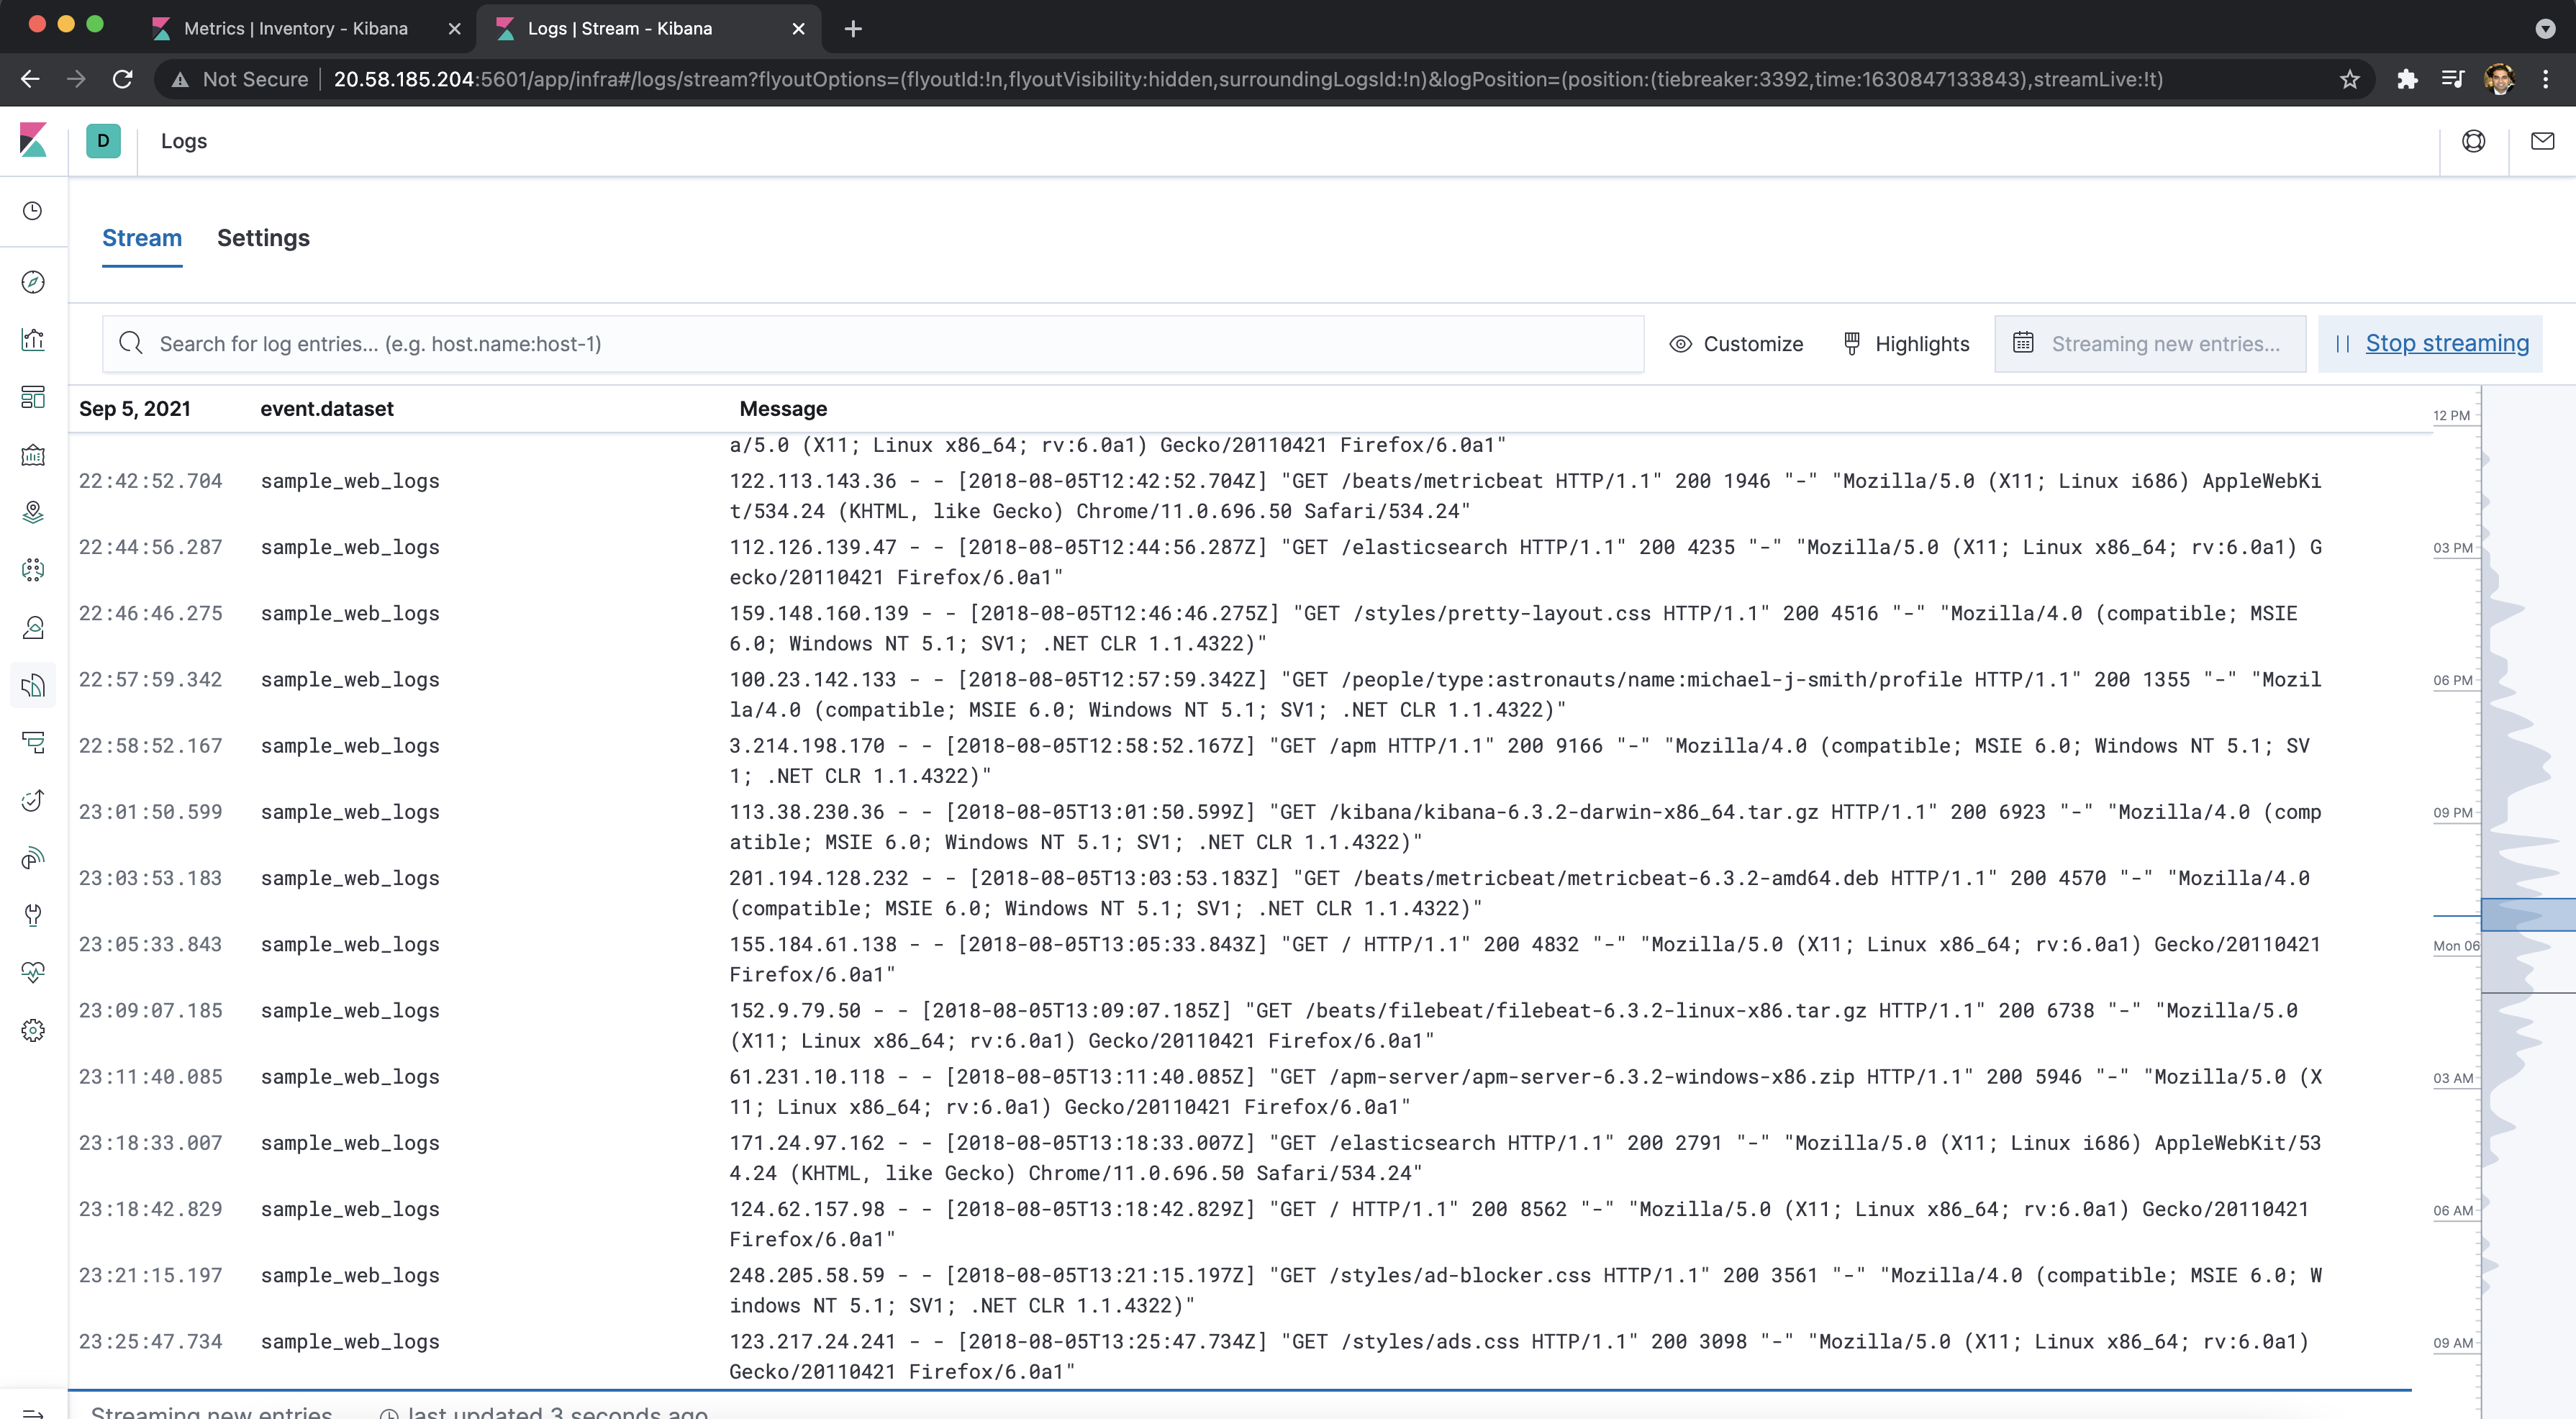 Metrics | Inventory - Kibana
Logs | Stream - Kibana
Not Secure
20.58.185.204:5601/app/infra#/logs/stream?flyoutOptions=(flyoutId:!n,flyoutVisibility:hidden,surroundingLogsId:!n)&logPosition=(position:(tiebreaker:3392,time:1630847133843),streamLive:!t)
D
Logs
Stream Settings
Search for log entries... (e.g. host.name:host-1)
Customize
Highlights
Streaming new entries...
Stop streaming
Sep 5, 2021 event.dataset Message
a/5.0 (X11; Linux x86_64; rv:6.0a1) Gecko/20110421 Firefox/6.0a1"
22:42:52.704 sample_web_logs 122.113.143.36 - - [2018-08-05T12:42:52.704Z] "GET /beats/metricbeat HTTP/1.1" 200 1946 "-" "Mozilla/5.0 (X11; Linux i686) AppleWebKi
t/534.24 (KHTML, like Gecko) Chrome/11.0.696.50 Safari/534.24"
22:44:56.287 sample_web_logs 112.126.139.47 - - [2018-08-05T12:44:56.287Z] "GET /elasticsearch HTTP/1.1" 200 4235 "-" "Mozilla/5.0 (X11; Linux x86_64; rv:6.0a1) G
ecko/20110421 Firefox/6.0a1"
22:46:46.275 sample_web_logs 159.148.160.139 - - [2018-08-05T12:46:46.275Z] "GET /styles/pretty-layout.css HTTP/1.1" 200 4516 "-" "Mozilla/4.0 (compatible; MSIE
6.0; Windows NT 5.1; SV1; .NET CLR 1.1.4322)"
22:57:59.342 sample_web_logs 100.23.142.133 - - [2018-08-05T12:57:59.342Z] "GET /people/type:astronauts/name:michael-j-smith/profile HTTP/1.1" 200 1355 "-" "Mozil
la/4.0 (compatible; MSIE 6.0; Windows NT 5.1; SV1; .NET CLR 1.1.4322)"
22:58:52.167 sample_web_logs 3.214.198.170 - - [2018-08-05T12:58:52.167Z] "GET /apm HTTP/1.1" 200 9166 "-" "Mozilla/4.0 (compatible; MSIE 6.0; Windows NT 5.1; SV
1; .NET CLR 1.1.4322)"
23:01:50.599 sample_web_logs 113.38.230.36 - - [2018-08-05T13:01:50.599Z] "GET /kibana/kibana-6.3.2-darwin-x86_64.tar.gz HTTP/1.1" 200 6923 "-" "Mozilla/4.0 (comp
atible; MSIE 6.0; Windows NT 5.1; SV1; .NET CLR 1.1.4322)"
23:03:53.183 sample_web_logs 201.194.128.232 - - [2018-08-05T13:03:53.183Z] "GET /beats/metricbeat/metricbeat-6.3.2-amd64.deb HTTP/1.1" 200 4570 "-" "Mozilla/4.0
(compatible; MSIE 6.0; Windows NT 5.1; SV1; .NET CLR 1.1.4322)"
23:05:33.843 sample_web_logs 155.184.61.138 - - [2018-08-05T13:05:33.843Z] "GET / HTTP/1.1" 200 4832 "-" "Mozilla/5.0 (X11; Linux x86_64; rv:6.0a1) Gecko/20110421
Firefox/6.0a1"
23:09:07.185 sample_web_logs 152.9.79.50 - - [2018-08-05T13:09:07.185Z] "GET /beats/filebeat/filebeat-6.3.2-linux-x86.tar.gz HTTP/1.1" 200 6738 "-" "Mozilla/5.0
(X11; Linux x86_64; rv:6.0a1) Gecko/20110421 Firefox/6.0a1"
23:11:40.085 sample_web_logs 61.231.10.118 - - [2018-08-05T13:11:40.085Z] "GET /apm-server/apm-server-6.3.2-windows-x86.zip HTTP/1.1" 200 5946 "-" "Mozilla/5.0 (X
11; Linux x86_64; rv:6.0a1) Gecko/20110421 Firefox/6.0a1"
23:18:33.007 sample_web_logs 171.24.97.162 - - [2018-08-05T13:18:33.007Z] "GET /elasticsearch HTTP/1.1" 200 2791 "-" "Mozilla/5.0 (X11; Linux i686) AppleWebKit/53
4.24 (KHTML, like Gecko) Chrome/11.0.696.50 Safari/534.24"
23:18:42.829 sample_web_logs 124.62.157.98 - - [2018-08-05T13:18:42.829Z] "GET / HTTP/1.1" 200 8562 "-" "Mozilla/5.0 (X11; Linux x86_64; rv:6.0a1) Gecko/20110421
Firefox/6.0a1"
23:21:15.197 sample_web_logs 248.205.58.59 - - [2018-08-05T13:21:15.197Z] "GET /styles/ad-blocker.css HTTP/1.1" 200 3561 "-" "Mozilla/4.0 (compatible; MSIE 6.0; W
indows NT 5.1; SV1; .NET CLR 1.1.4322)"
23:25:47.734 sample_web_logs 123.217.24.241 - - [2018-08-05T13:25:47.734Z] "GET /styles/ads.css HTTP/1.1" 200 3098 "-" "Mozilla/5.0 (X11; Linux x86_64; rv:6.0a1)
Gecko/20110421 Firefox/6.0a1"
Streaming new entries last updated 3 seconds ago
12 PM
03 PM
06 PM
09 PM
Mon 06
03 AM
06 AM
09 AM